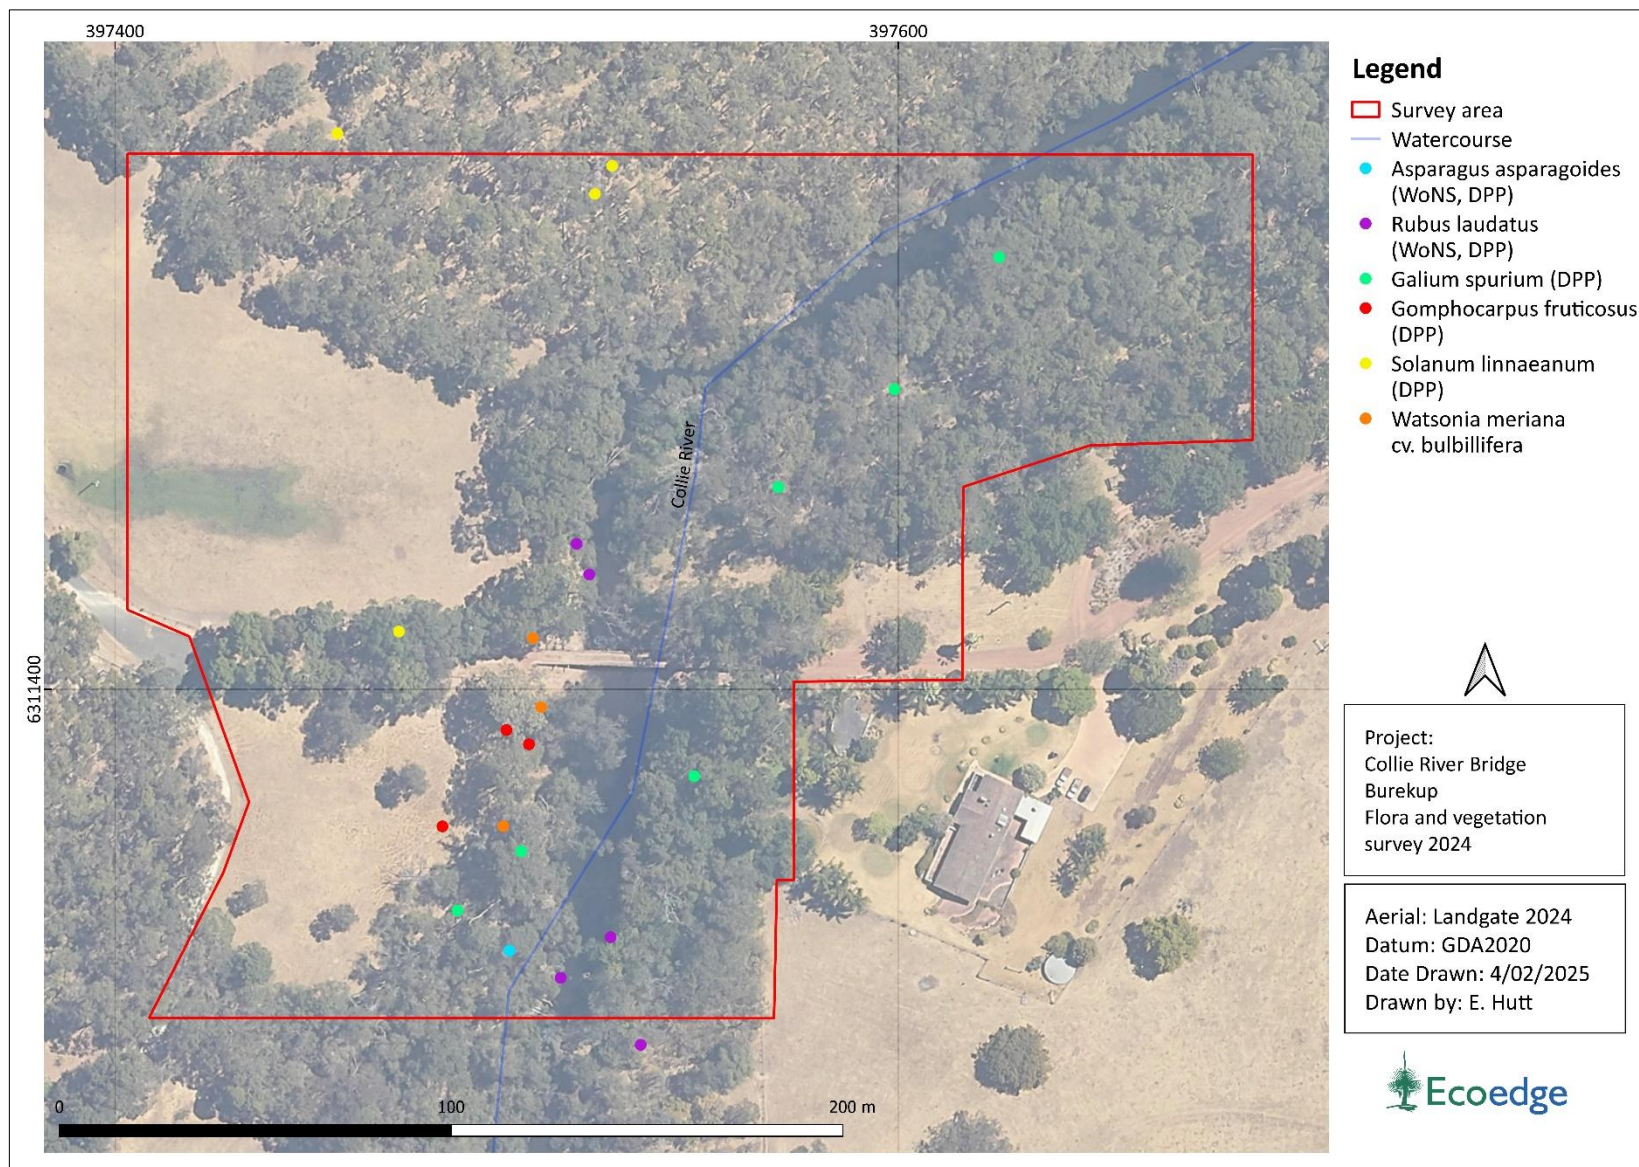 397400
397600
6311400
Collie River
0
100
200 m
Legend
Survey area
Watercourse
Asparagus asparagoides
(WoNS, DPP)
Rubus laudatus
(WoNS, DPP)
Galium spurium (DPP)
Gomphocarpus fruticosus
(DPP)
Solanum linnaeanum
(DPP)
Watsonia meriana
cv. bulbillifera
Project:
Collie River Bridge
Burekup
Flora and vegetation
survey 2024
Aerial: Landgate 2024
Datum: GDA2020
Date Drawn: 4/02/2025
Drawn by: E. Hutt
Ecoedge